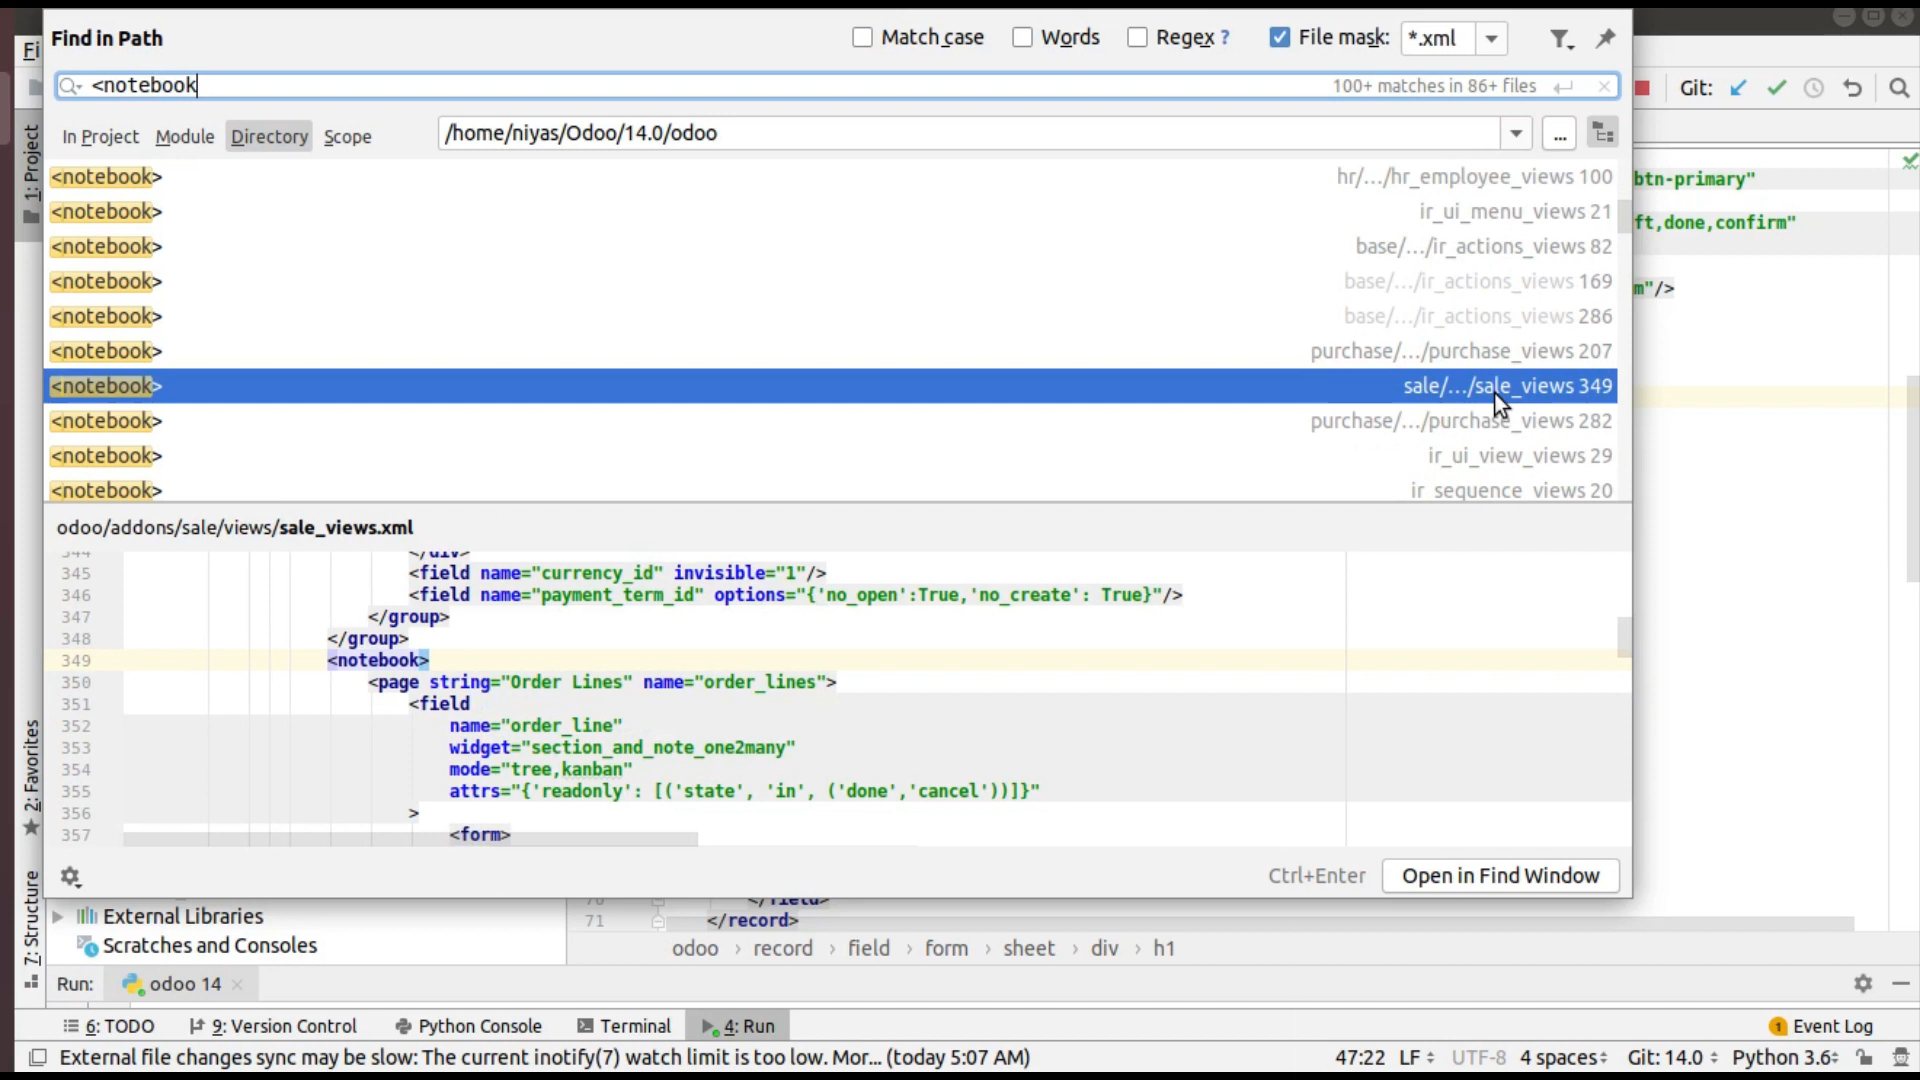 Find in Path
Match case
Words
Regex ?
File mask:
*.xml
<notebook
100+ matches in 86+ files
In Project
Module
Directory
Scope
/home/niyas/Odoo/14.0/odoo
...
Fi
Git:
1: Project
<notebook> hr/.../hr_employee_views 100
<notebook> ir_ui_menu_views 21
<notebook> base/.../ir_actions_views 82
<notebook> base/.../ir_actions_views 169
<notebook> base/.../ir_actions_views 286
<notebook> purchase/.../purchase_views 207
<notebook> sale/.../sale_views 349
<notebook> purchase/.../purchase_views 282
<notebook> ir_ui_view_views 29
<notebook> ir_sequence_views 20
btn-primary"
ft,done,confirm"
m"/>
odoo/addons/sale/views/sale_views.xml
344 </div>
345 <field name="currency_id" invisible="1"/>
346 <field name="payment_term_id" options="{'no_open':True,'no_create': True}"/>
347 </group>
348 </group>
349 <notebook>
350 <page string="Order Lines" name="order_lines">
351 <field
352 name="order_line"
353 widget="section_and_note_one2many"
354 mode="tree,kanban"
355 attrs="{'readonly': [('state', 'in', ('done','cancel'))]}"
356 >
357 <form>
Ctrl+Enter
Open in Find Window
2: Favorites
7: Structure
External Libraries
Scratches and Consoles
70 </field>
71 </record>
odoo › record › field › form › sheet › div › h1
Run:
odoo 14
6: TODO
9: Version Control
Python Console
Terminal
4: Run
1 Event Log
External file changes sync may be slow: The current inotify(7) watch limit is too low. Mor... (today 5:07 AM)
47:22 LF UTF-8 4 spaces Git: 14.0 Python 3.6